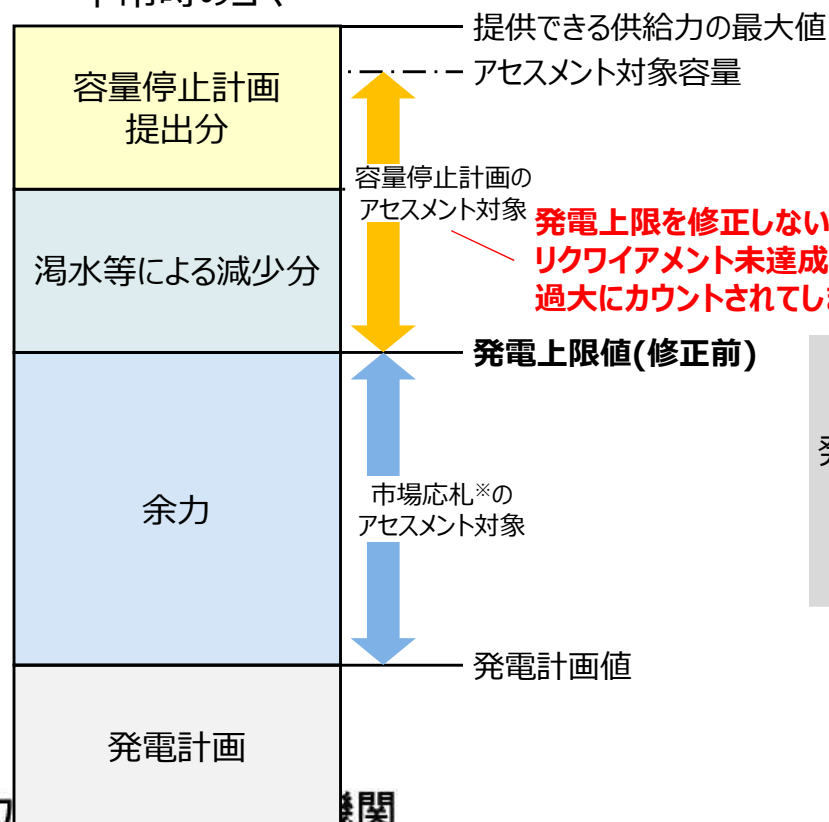 提供できる供給力の最大値
容量停止計画
提出分
アセスメント対象容量
容量停止計画の
アセスメント対象
発電上限を修正しない
リクワイアメント未達成
過大にカウントされてしま
渇水等による減少分
発電上限値(修正前)
余力
市場応札※の
アセスメント対象
発電計画値
発電計画
機関